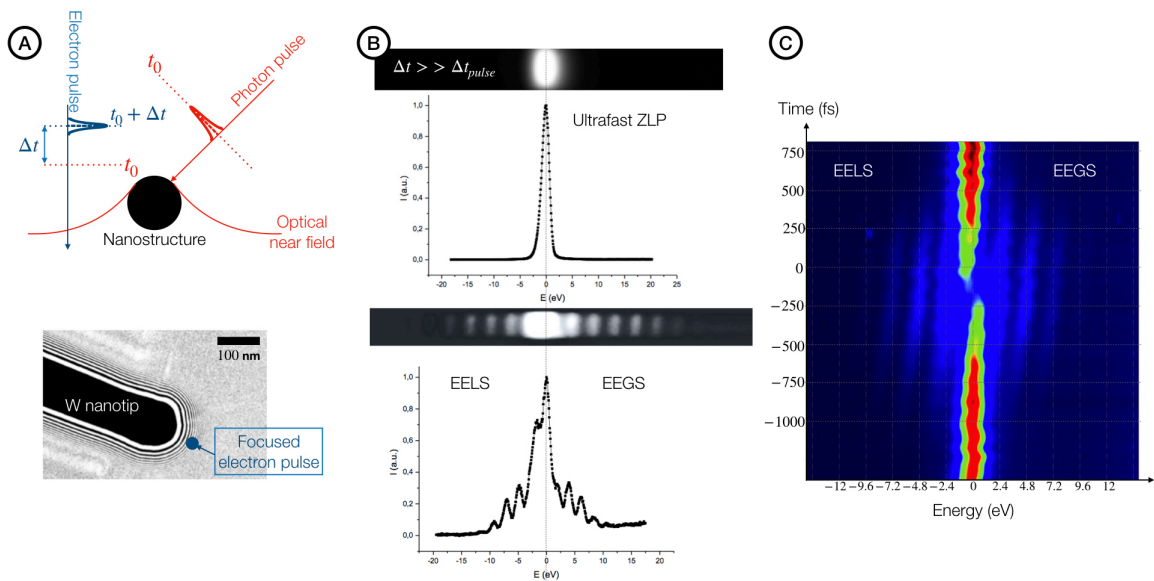 A
Electron pulse
t₀
Photon pulse
t₀ + Δt
Δt
t₀
Optical
near field
Nanostructure
100 nm
W nanotip
Focused
electron pulse
B
Δt >> Δt_pulse
Ultrafast ZLP
1,0
0,8
0,6
0,4
0,2
0,0
I (a.u.)
-20 -15 -10 -5 0 5 10 15 20 25
E (eV)
EELS
EEGS
1,0
0,8
0,6
0,4
0,2
0,0
I (a.u.)
-20 -15 -10 -5 0 5 10 15 20
E (eV)
C
Time (fs)
EELS
EEGS
750
500
250
0
−250
−500
−750
−1000
−12 −9.6 −7.2 −4.8 −2.4 0 2.4 4.8 7.2 9.6 12
Energy (eV)